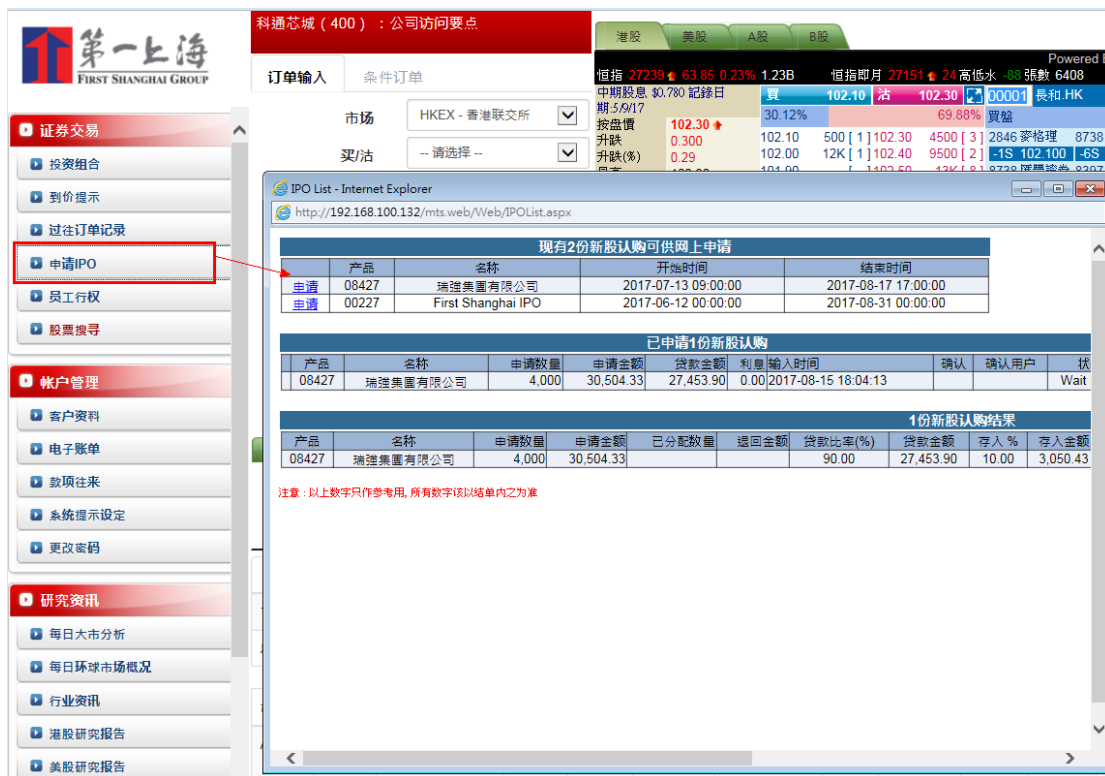 第一上海
FIRST SHANGHAI GROUP
证券交易
投资组合
到价提示
过往订单记录
申请IPO
员工行权
股票搜寻
帐户管理
客户资料
电子账单
款项往来
系统提示设定
更改密码
研究资讯
每日大市分析
每日环球市场概况
行业资讯
港股研究报告
美股研究报告
科通芯城 ( 400 ) : 公司访问要点
订单输入 条件订单
市场 HKEX - 香港联交所
买/沽 -- 请选择 --
港股 美股 A股 B股
Powered
恒指 27239 63.85 0.23% 1.23B 恒指即月 27151 24 高低水 -88 張數 6408
中期股息 $0.780 記錄日
期:5/9/17
買 102.10 沽 102.30 00001 長和.HK
30.12% 69.88% 買盤
按盘價 102.30
升跌 0.300
升跌(%) 0.29
102.10 500 [ 1 ] 102.30 4500 [ 3 ] 2846 麥格理 8738
102.00 12K [ 1 ] 102.40 9500 [ 2 ] -1S 102.100 -6S
IPO List - Internet Explorer
http://192.168.100.132/mts.web/Web/IPOList.aspx
现有2份新股认购可供网上申请
产品 名称 开始时间 结束时间
申请 08427 瑞強集團有限公司 2017-07-13 09:00:00 2017-08-17 17:00:00
申请 00227 First Shanghai IPO 2017-06-12 00:00:00 2017-08-31 00:00:00
已申请1份新股认购
产品 名称 申请数量 申请金额 贷款金额 利息 输入时间 确认 确认用户 状
08427 瑞強集團有限公司 4,000 30,504.33 27,453.90 0.00 2017-08-15 18:04:13 Wait
1份新股认购结果
产品 名称 申请数量 申请金额 已分配数量 退回金额 贷款比率(%) 贷款金额 存入 % 存入金额
08427 瑞強集團有限公司 4,000 30,504.33 90.00 27,453.90 10.00 3,050.43
注意 : 以上数字只作参考用, 所有数字该以结单内之为准